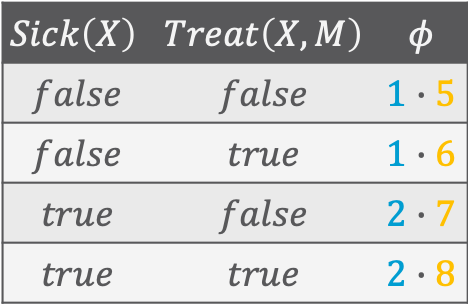 Sick(X) Treat(X, M) ϕ
false false 1 · 5
false true 1 · 6
true false 2 · 7
true true 2 · 8